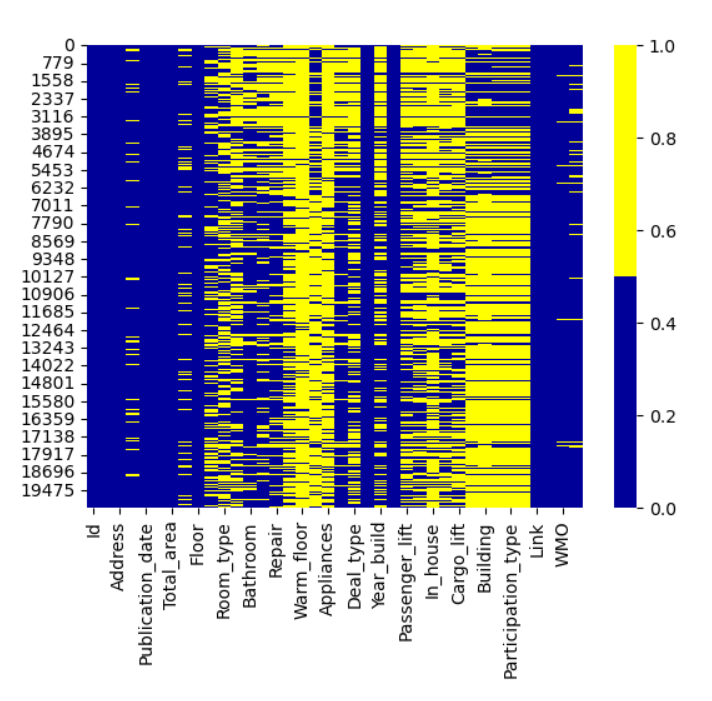 0
779
1558
2337
3116
3895
4674
5453
6232
7011
7790
8569
9348
10127
10906
11685
12464
13243
14022
14801
15580
16359
17138
17917
18696
19475
Id
Address
Publication_date
Total_area
Floor
Room_type
Bathroom
Repair
Warm_floor
Appliances
Deal_type
Year_build
Passenger_lift
In_house
Cargo_lift
Building
Participation_type
Link
WMO
1.0
0.8
0.6
0.4
0.2
0.0